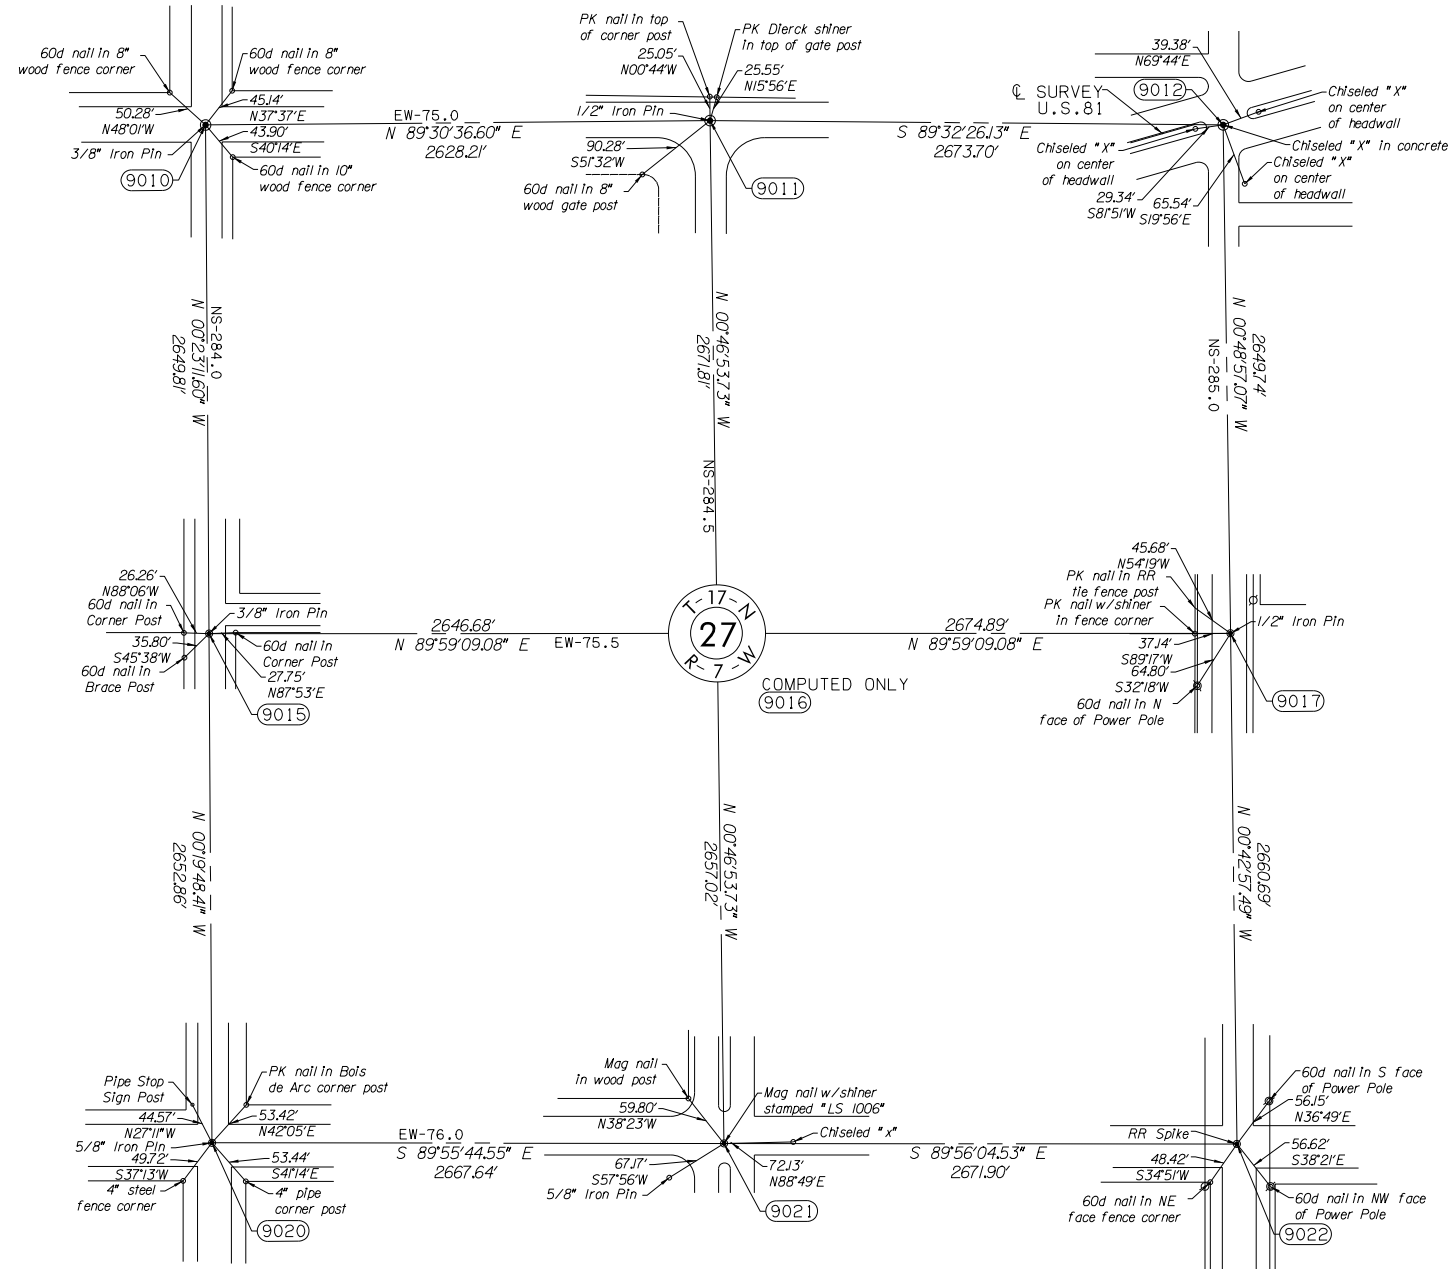 60d nail in 8"
wood fence corner
60d nail in 8"
wood fence corner
50.28'
N48°01'W
45.14'
N37°37'E
43.90'
S40°14'E
3/8" Iron Pin
9010
60d nail in 10"
wood fence corner
EW-75.0
N 89°30'36.60" E
2628.21'
PK nail in top
of corner post
25.05'
N00°44'W
PK Dierck shiner
in top of gate post
25.55'
N15°56'E
1/2" Iron Pin
90.28'
S51°32'W
60d nail in 8"
wood gate post
9011
S 89°32'26.13" E
2673.70'
39.38'
N69°44'E
9012
℄ SURVEY
U.S.81
Chiseled "X"
on center
of headwall
Chiseled "X" in concrete
Chiseled "X"
on center
of headwall
Chiseled "X"
on center
of headwall
29.34'
S81°51'W
65.54'
S19°56'E
NS-284.0
N 00°23'11.60" W
2649.81'
N 00°46'53.73" W
2671.81'
NS-284.5
2649.74'
N 00°48'57.07" W
NS-285.0
26.26'
N88°06'W
60d nail in
Corner Post
35.80'
S45°38'W
60d nail in
Brace Post
3/8" Iron Pin
60d nail in
Corner Post
27.75'
N87°53'E
9015
2646.68'
N 89°59'09.08" E
EW-75.5
T-17-N
27
R-7-W
COMPUTED ONLY
9016
2674.89'
N 89°59'09.08" E
45.68'
N54°19'W
PK nail in RR
tie fence post
PK nail w/shiner
in fence corner
1/2" Iron Pin
37.14'
S89°17'W
64.80'
S32°18'W
60d nail in N
face of Power Pole
9017
N 00°19'48.41" W
2652.86'
N 00°46'53.73" W
2657.02'
2660.69'
N 00°42'57.49" W
Pipe Stop
Sign Post
44.57'
N27°11'W
5/8" Iron Pin
49.72'
S37°13'W
4" steel
fence corner
PK nail in Bois
de Arc corner post
53.42'
N42°05'E
53.44'
S41°14'E
4" pipe
corner post
9020
EW-76.0
S 89°55'44.55" E
2667.64'
Mag nail
in wood post
59.80'
N38°23'W
Mag nail w/shiner
stamped "LS 1006"
Chiseled "x"
67.17'
S57°56'W
5/8" Iron Pin
72.13'
N88°49'E
9021
S 89°56'04.53" E
2671.90'
60d nail in S face
of Power Pole
56.15'
N36°49'E
RR Spike
56.62'
S38°21'E
48.42'
S34°51'W
60d nail in NE
face fence corner
60d nail in NW face
of Power Pole
9022